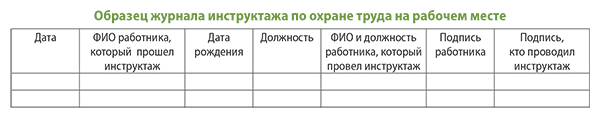 Образец журнала инструктажа по охране труда на рабочем месте
Дата
ФИО работника,
который прошел
инструктаж
Дата
рождения
Должность
ФИО и должность
работника, который
провел инструктаж
Подпись
работника
Подпись,
кто проводил
инструктаж